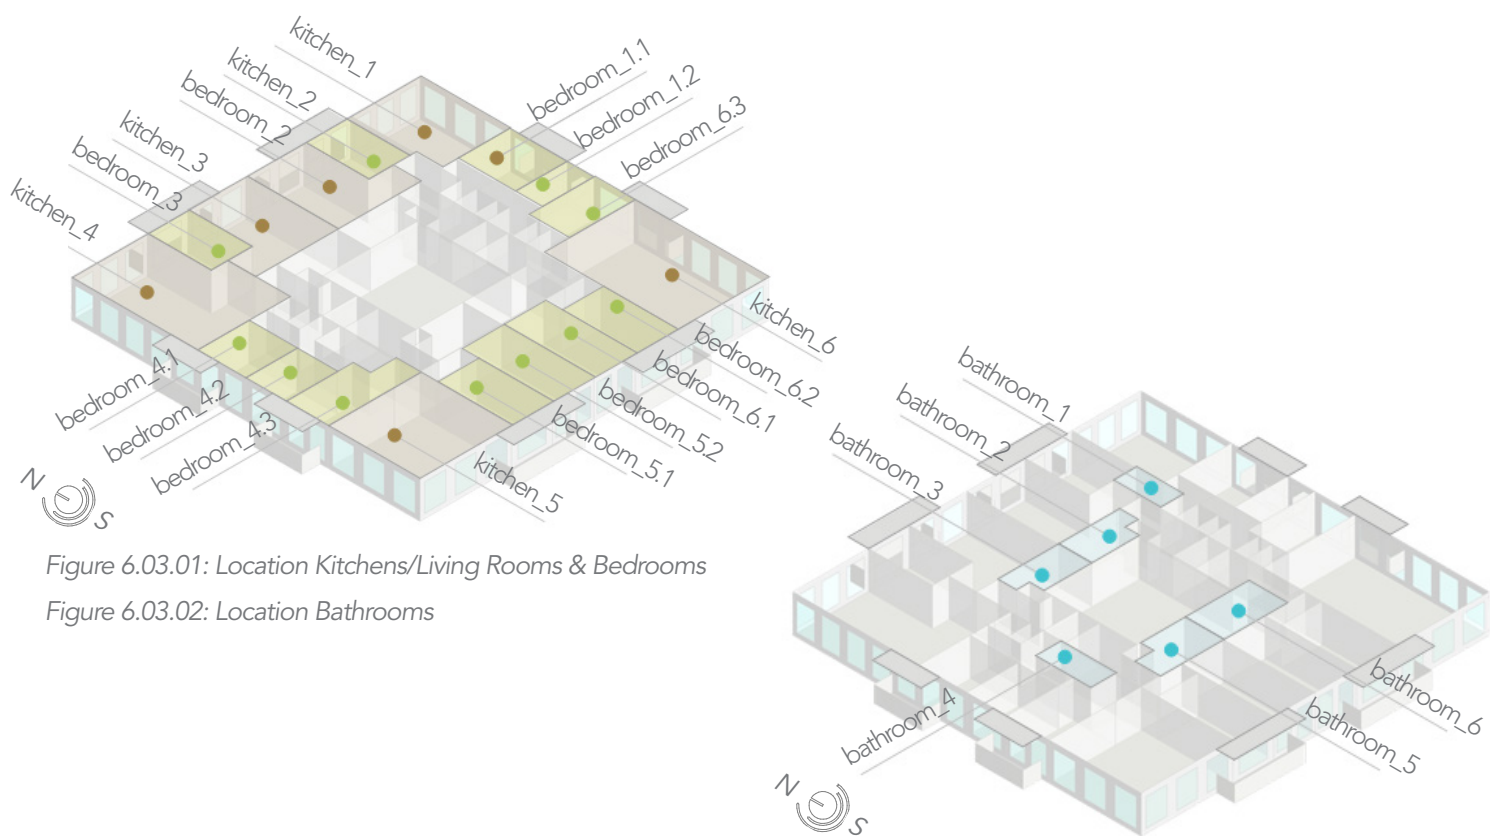 kitchen_1
kitchen_2
bedroom_2
kitchen_3
bedroom_3
kitchen_4
bedroom_1.1
bedroom_1.2
bedroom_6.3
kitchen_6
bedroom_6.2
bedroom_6.1
bedroom_5.2
bedroom_5.1
kitchen_5
bedroom_4.1
bedroom_4.2
bedroom_4.3
N
S
Figure 6.03.01: Location Kitchens/Living Rooms & Bedrooms
Figure 6.03.02: Location Bathrooms
bathroom_1
bathroom_2
bathroom_3
bathroom_4
bathroom_6
bathroom_5
N
S